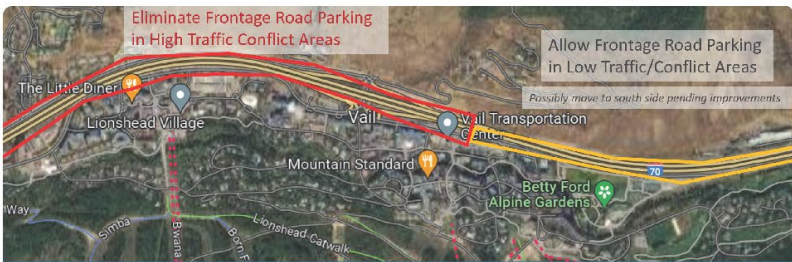 Eliminate Frontage Road Parking
in High Traffic Conflict Areas
Allow Frontage Road Parking
in Low Traffic/Conflict Areas
Possibly move to south side pending improvements
The Little Diner
Lionshead Village
Vail
Vail Transportation
Center
Mountain Standard
70
Betty Ford
Alpine Gardens
Way
Simba
Bwana
Born F
Lionshead Catwalk